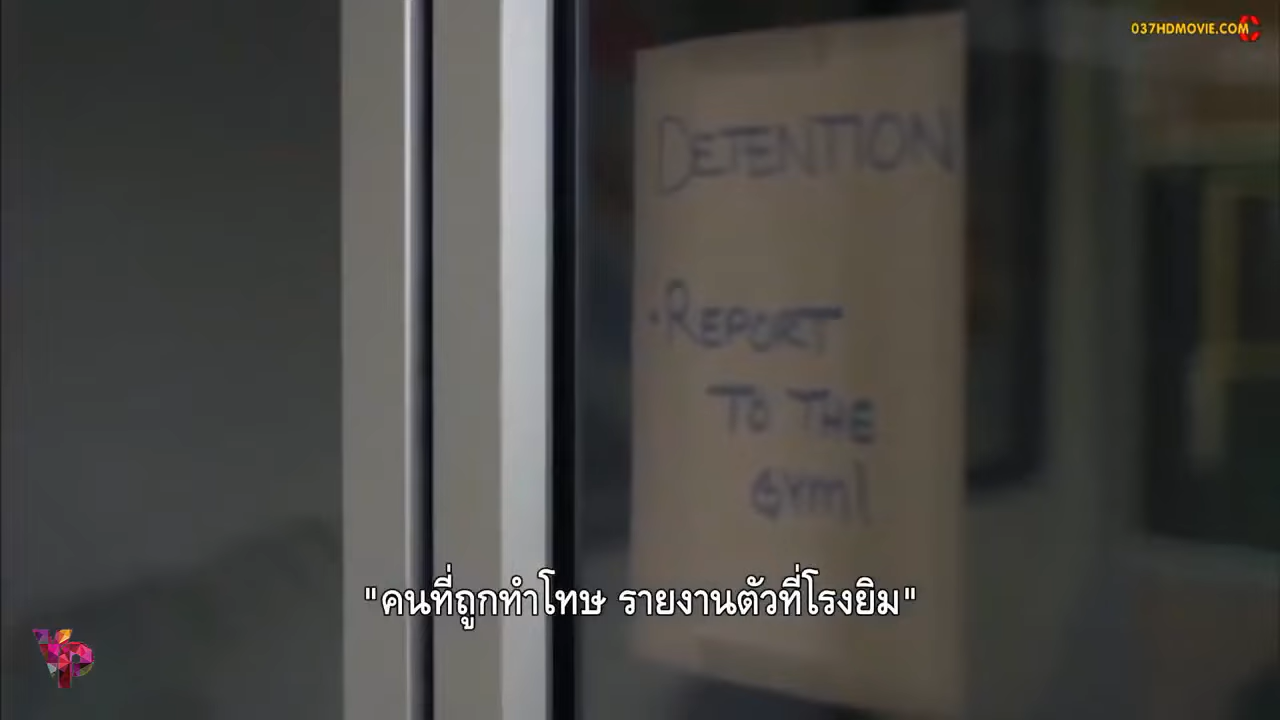 037HDMOVIE.COM
DETENTION
• REPORT
TO THE
GYM!
"คนที่ถูกทำโทษ รายงานตัวที่โรงยิม"
VP